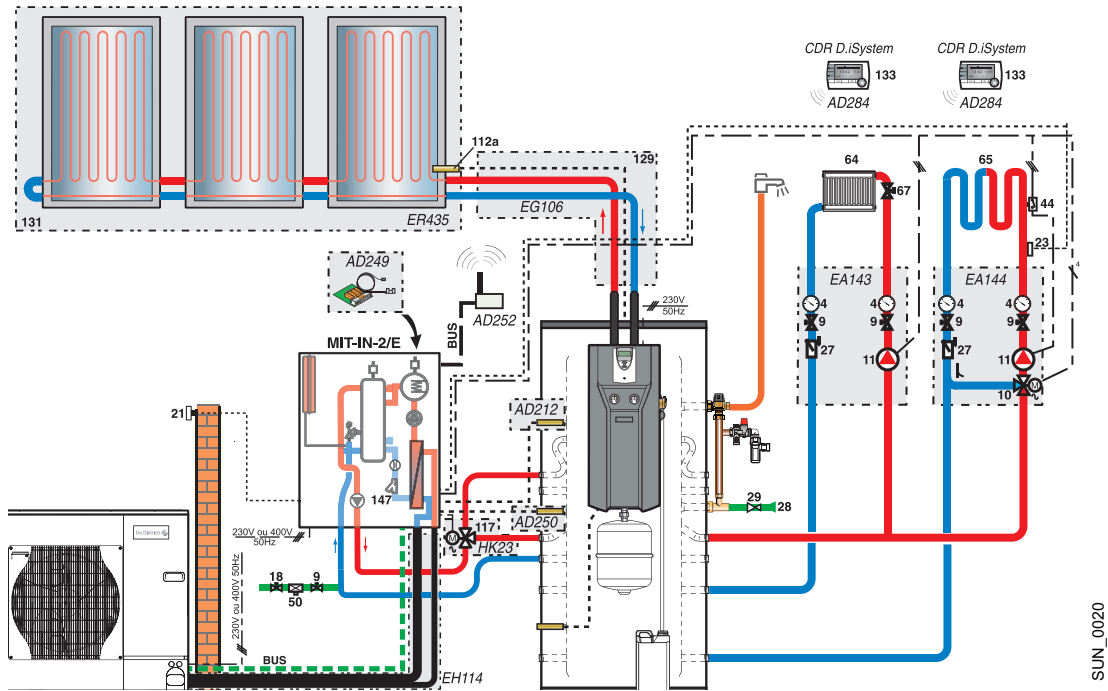 CDR D.iSystem
133
AD284
CDR D.iSystem
133
AD284
112a
129
131
ER435
EG106
64
67
65
44
23
4
AD249
AD252
BUS
MIT-IN-2/E
230V
50Hz
EA143
4
4
9
9
27
11
EA144
4
4
9
9
27
11
10
M
21
AD212
147
AD250
117
M
HK23
29
28
De Dietrich
230V ou 400V
50Hz
230V ou 400V 50Hz
18
9
50
BUS
EH114
SUN_0020